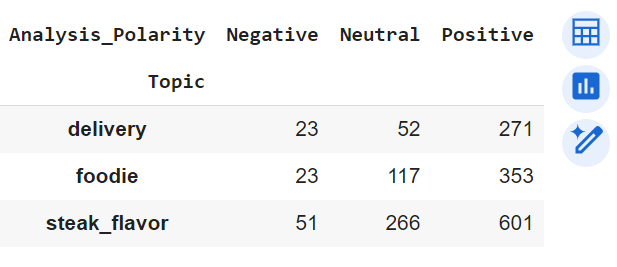 Analysis_Polarity Negative Neutral Positive
Topic
delivery 23 52 271
foodie 23 117 353
steak_flavor 51 266 601